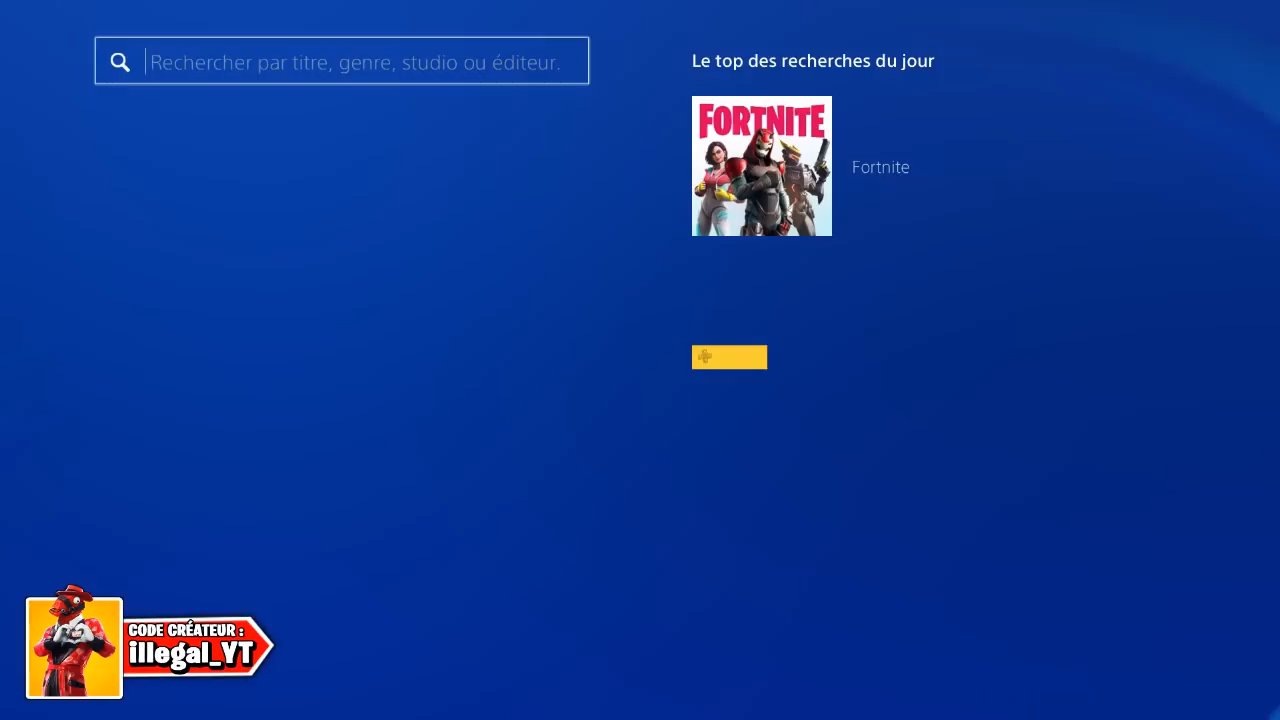 Rechercher par titre, genre, studio ou éditeur.
Le top des recherches du jour
FORTNITE
Fortnite
CODE CRÉATEUR :
illegal_YT